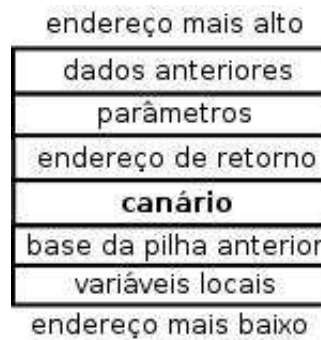 endereço mais alto
dados anteriores
parâmetros
endereço de retorno
canário
base da pilha anterior
variáveis locais
endereço mais baixo